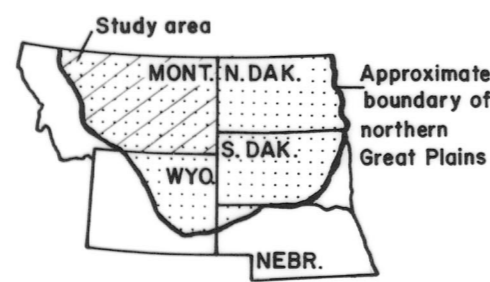 Study area
MONT.
N. DAK.
Approximate
boundary of
northern
Great Plains
S. DAK.
WYO.
NEBR.